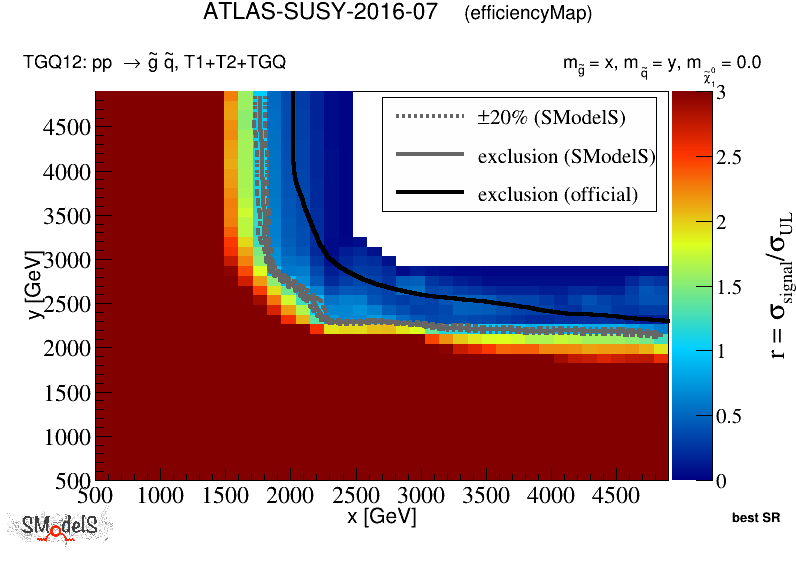 ATLAS-SUSY-2016-07 (efficiencyMap)
TGQ12: pp → g̃ q̃, T1+T2+TGQ m_g̃ = x, m_q̃ = y, m_χ̃₁⁰ = 0.0
±20% (SModelS)
exclusion (SModelS)
exclusion (official)
y [GeV]
4500
4000
3500
3000
2500
2000
1500
1000
500
500 1000 1500 2000 2500 3000 3500 4000 4500
x [GeV]
3
2.5
2
1.5
1
0.5
0
r = σ_signal/σ_UL
SModelS
best SR